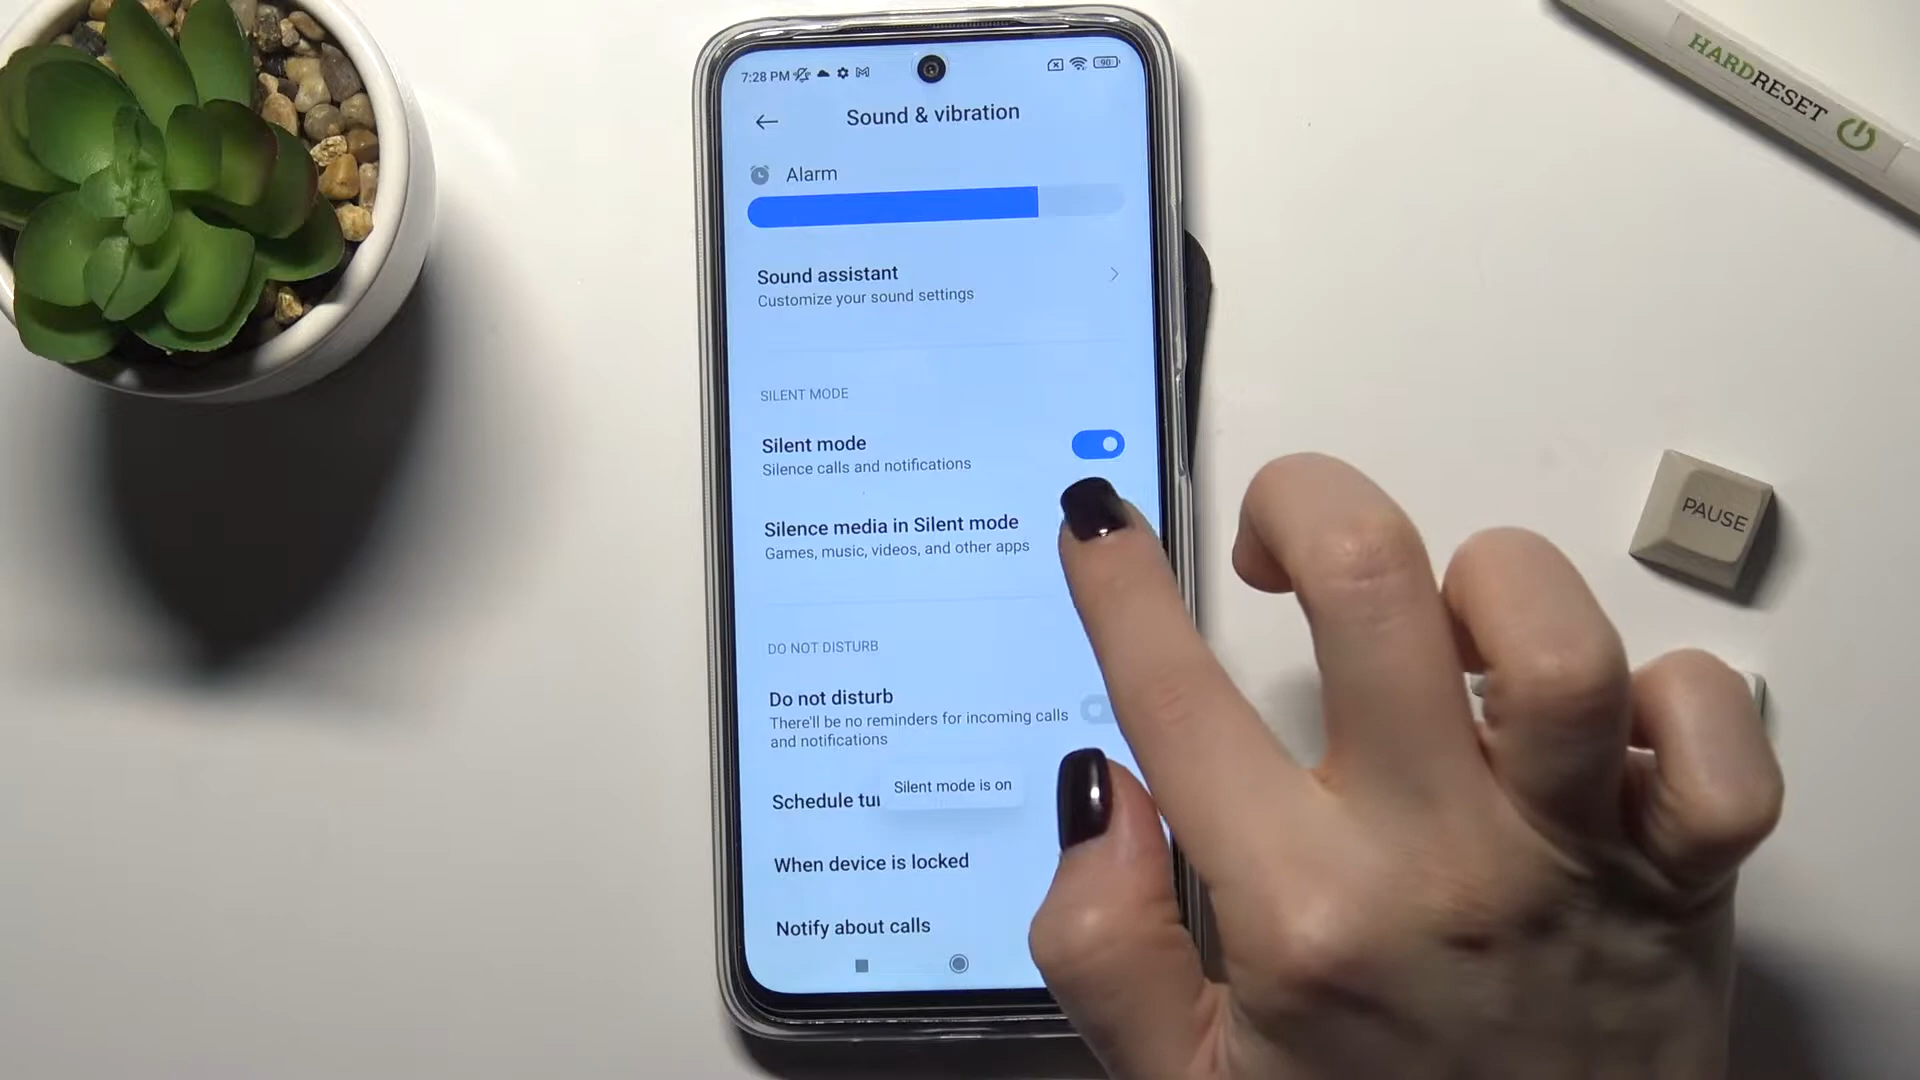 7:28 PM
90
Sound & vibration
Alarm
Sound assistant
Customize your sound settings
SILENT MODE
Silent mode
Silence calls and notifications
Silence media in Silent mode
Games, music, videos, and other apps
DO NOT DISTURB
Do not disturb
There'll be no reminders for incoming calls
and notifications
Schedule
Silent mode is on
When device is locked
Notify about calls
HARDRESET
PAUSE